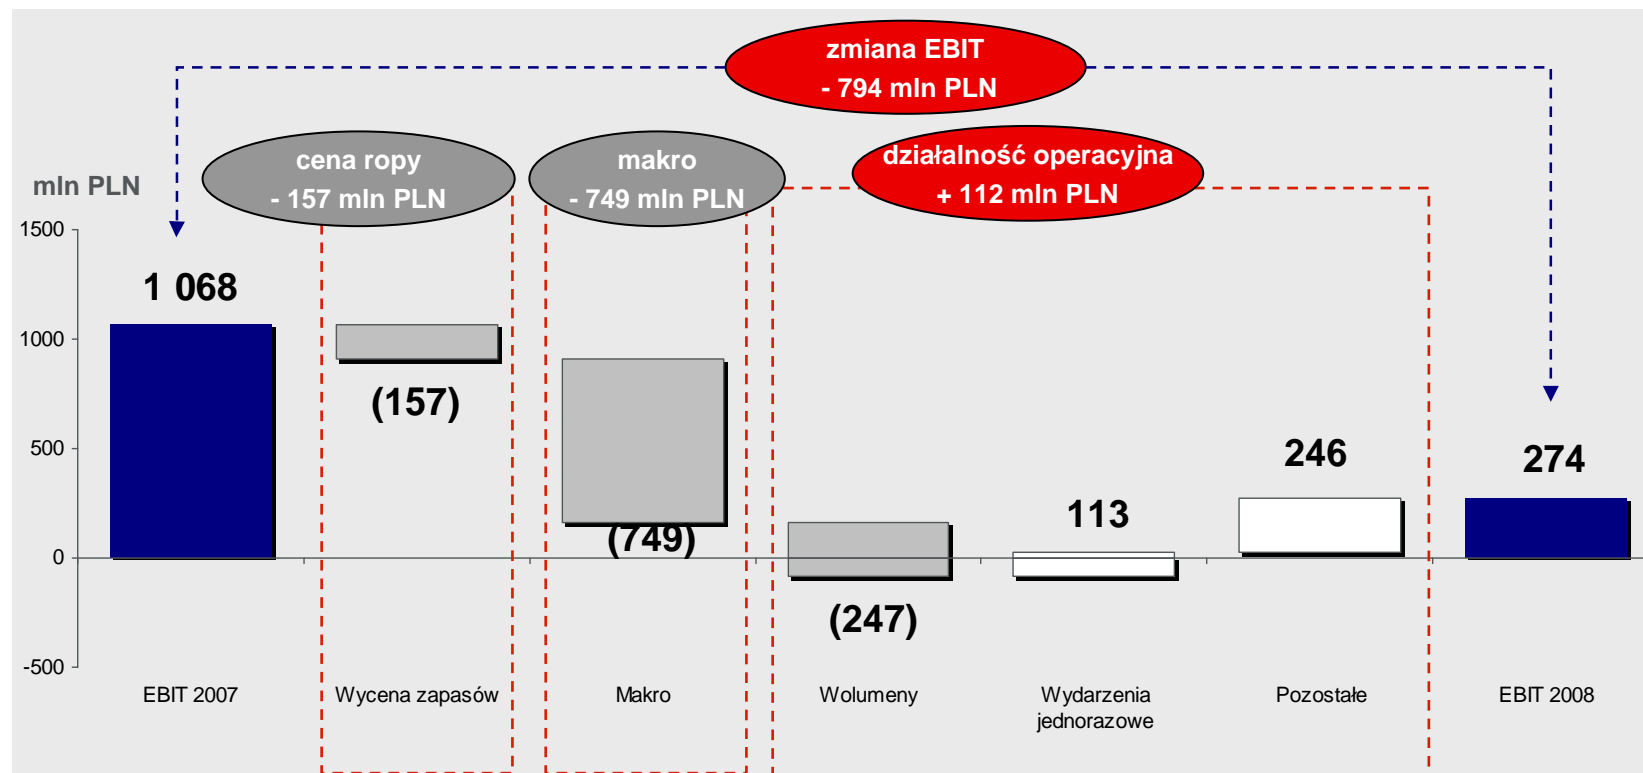 zmiana EBIT
- 794 mln PLN
cena ropy
- 157 mln PLN
makro
- 749 mln PLN
działalność operacyjna
+ 112 mln PLN
mln PLN
1500
1000
500
0
-500
1 068
(157)
(749)
(247)
113
246
274
EBIT 2007
Wycena zapasów
Makro
Wolumeny
Wydarzenia
jednorazowe
Pozostałe
EBIT 2008